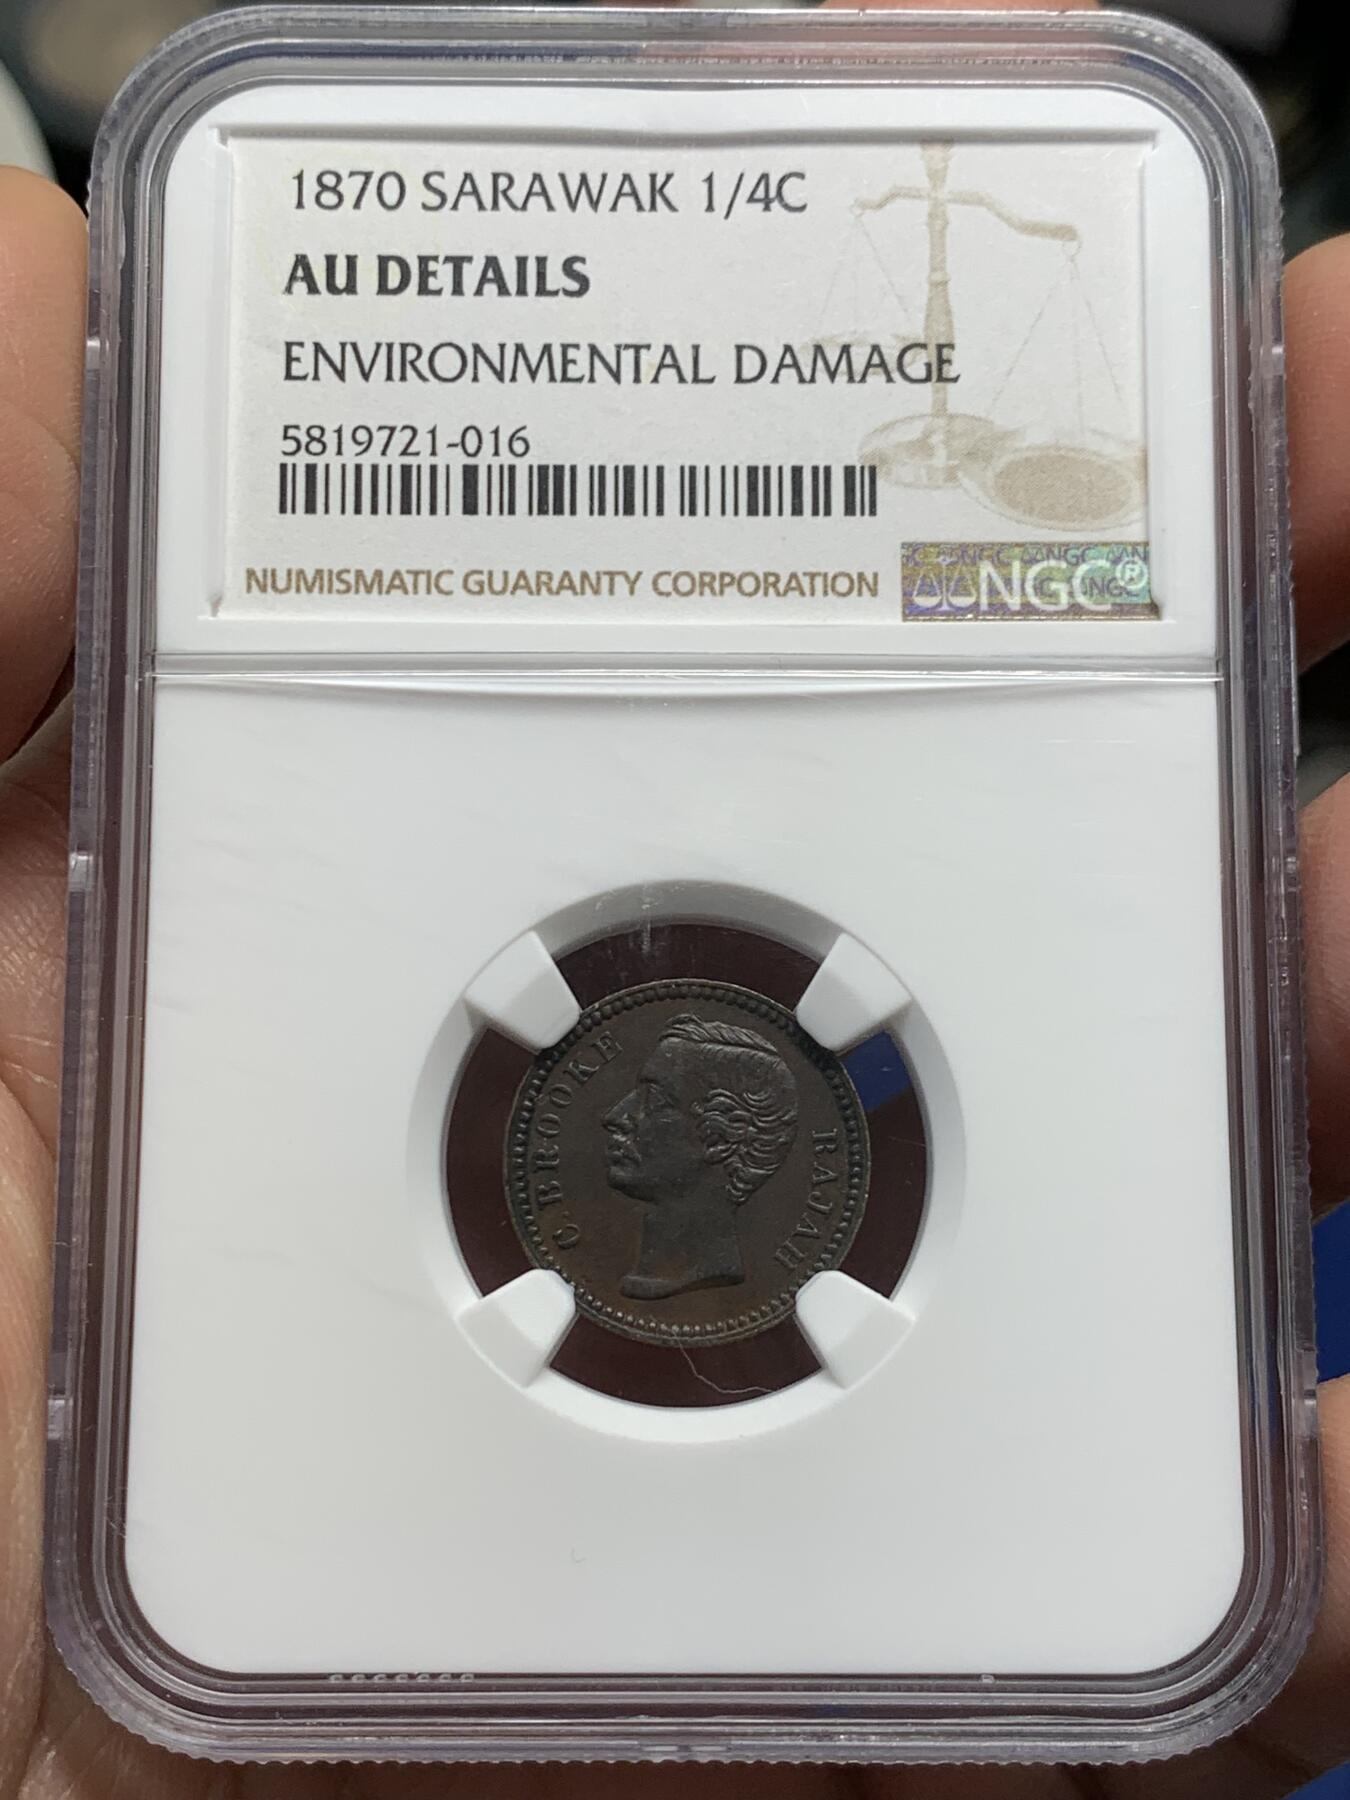 1870 SARAWAK 1/4C
AU DETAILS
ENVIRONMENTAL DAMAGE
5819721-016
NUMISMATIC GUARANTY CORPORATION
NGC®
C. BROOKE RAJAH